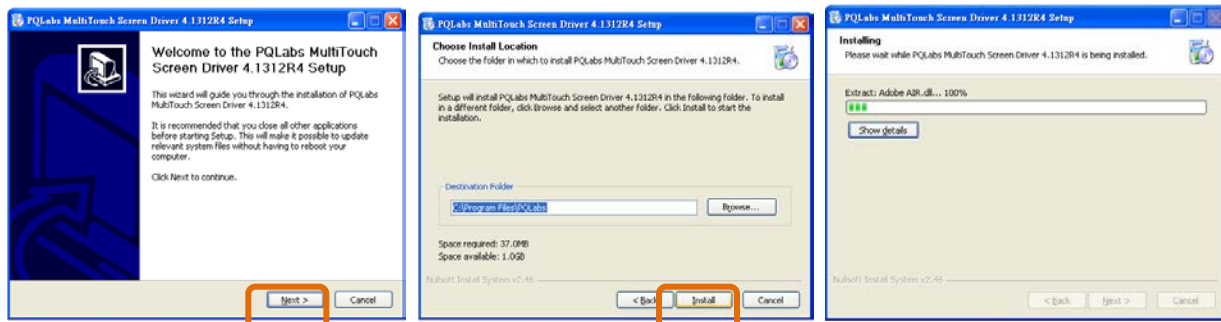 PQLabs MultiTouch Screen Driver 4.1312R4 Setup
Welcome to the PQLabs MultiTouch
Screen Driver 4.1312R4 Setup
This wizard will guide you through the installation of PQLabs
MultiTouch Screen Driver 4.1312R4.
It is recommended that you close all other applications
before starting Setup. This will make it possible to update
relevant system files without having to reboot your
computer.
Click Next to continue.
Next >
Cancel
PQLabs MultiTouch Screen Driver 4.1312R4 Setup
Choose Install Location
Choose the folder in which to install PQLabs MultiTouch Screen Driver 4.1312R4.
Setup will install PQLabs MultiTouch Screen Driver 4.1312R4 in the following folder. To install
in a different folder, click Browse and select another folder. Click Install to start the
installation.
Destination Folder
C:\Program Files\PQLabs
Browse...
Space required: 37.0MB
Space available: 1.0GB
Nullsoft Install System v2.46
< Back
Install
Cancel
PQLabs MultiTouch Screen Driver 4.1312R4 Setup
Installing
Please wait while PQLabs MultiTouch Screen Driver 4.1312R4 is being installed.
Extract: Adobe AIR.dll... 100%
Show details
Nullsoft Install System v2.46
< Back
Next >
Cancel